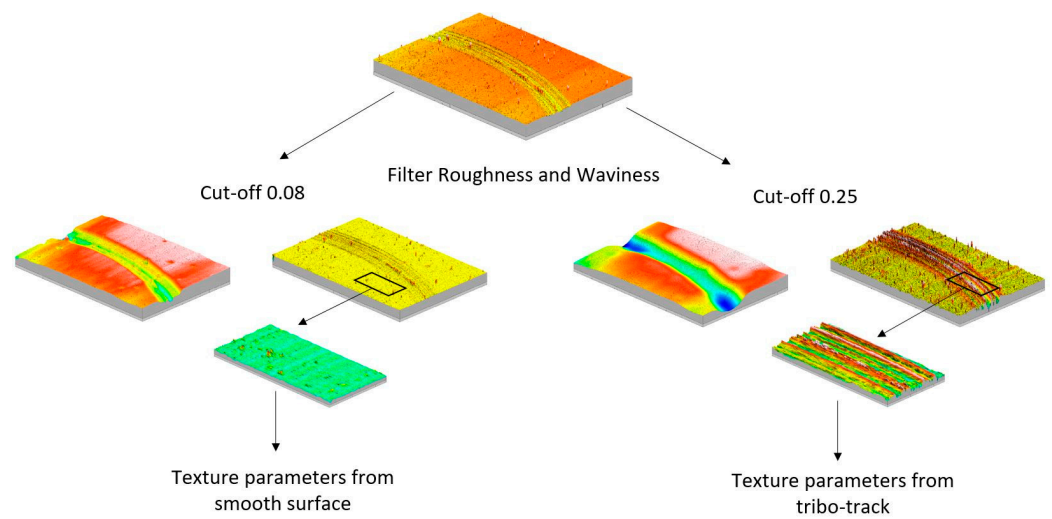 Filter Roughness and Waviness
Cut-off 0.08
Cut-off 0.25
Texture parameters from
smooth surface
Texture parameters from
tribo-track